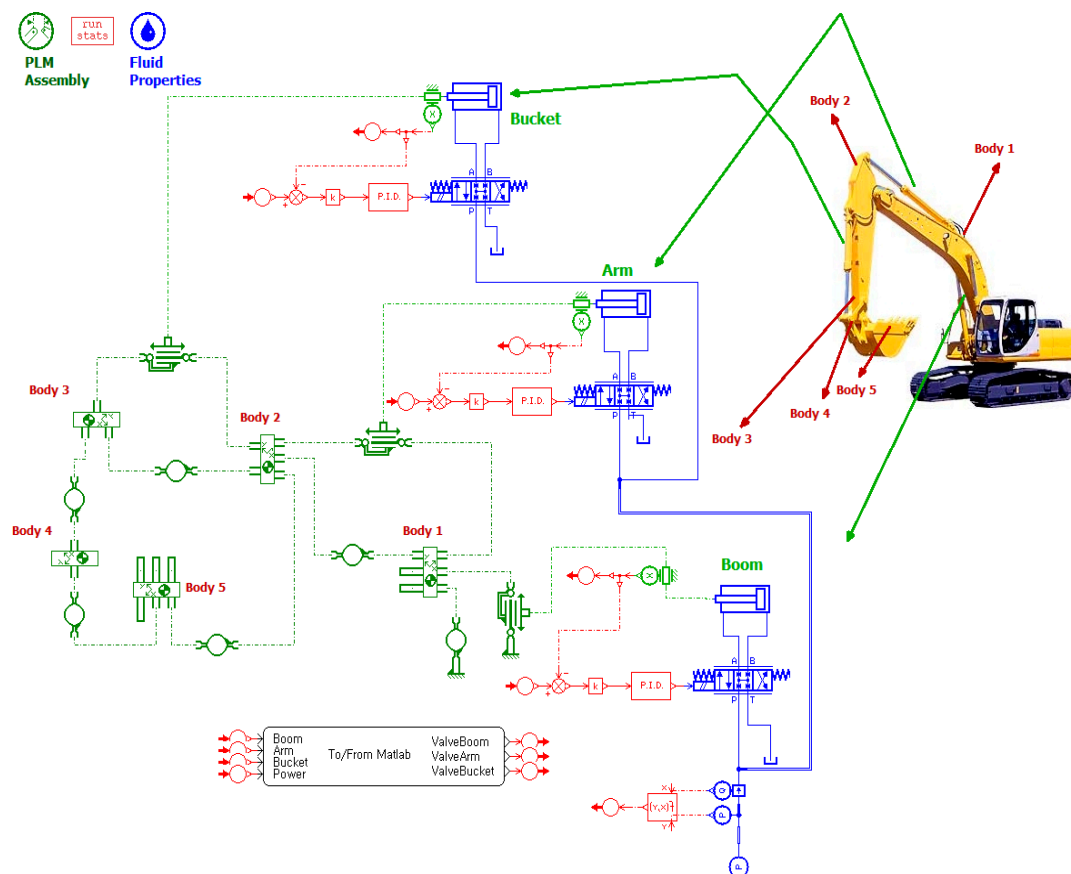 run
stats
PLM
Assembly
Fluid
Properties
Body 2
Body 1
X
Bucket
A B
P.I.D.
k
- 
+
P T
Arm
X
Body 5
Body 4
Body 3
A B
P.I.D.
k
-
+
P T
Body 3
Body 2
Body 4
Body 1
Body 5
Boom
X
A B
P.I.D.
k
-
+
P T
Boom
Arm
Bucket
Power
To/From Matlab
ValveBoom
ValveArm
ValveBucket
X
f(Y,X)
Y
Q
P
P